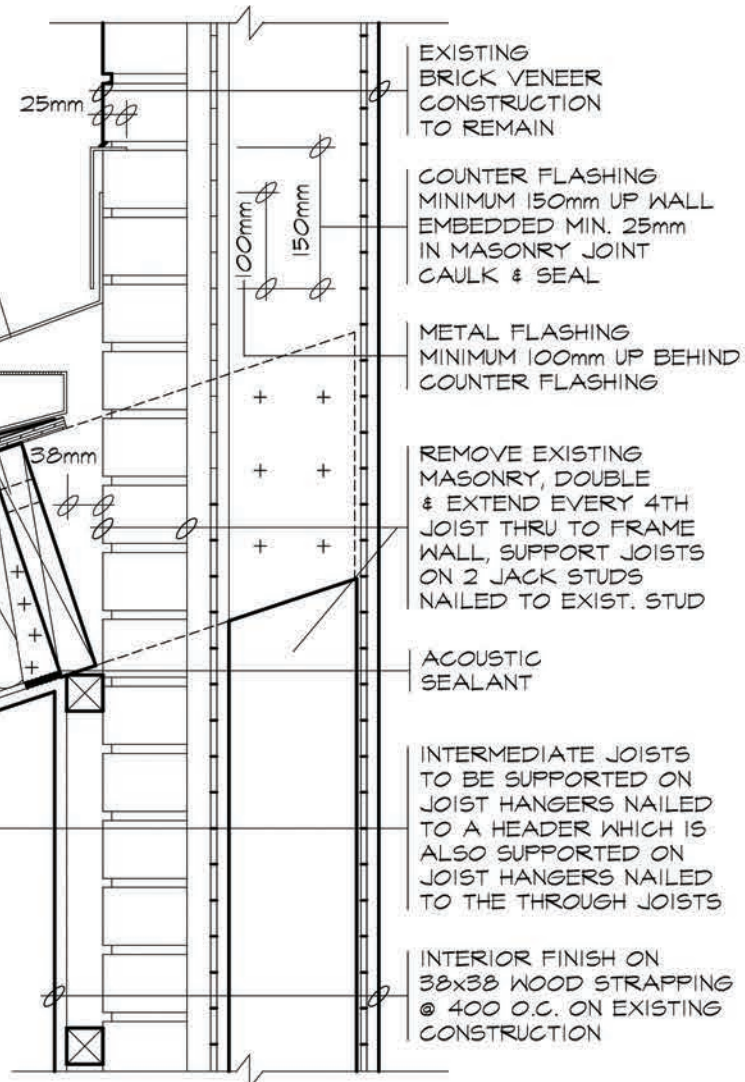 EXISTING
BRICK VENEER
CONSTRUCTION
TO REMAIN
25mm
COUNTER FLASHING
MINIMUM 150mm UP WALL
EMBEDDED MIN. 25mm
IN MASONRY JOINT
CAULK & SEAL
100mm
150mm
METAL FLASHING
MINIMUM 100mm UP BEHIND
COUNTER FLASHING
38mm
REMOVE EXISTING
MASONRY, DOUBLE
& EXTEND EVERY 4TH
JOIST THRU TO FRAME
WALL, SUPPORT JOISTS
ON 2 JACK STUDS
NAILED TO EXIST. STUD
ACOUSTIC
SEALANT
INTERMEDIATE JOISTS
TO BE SUPPORTED ON
JOIST HANGERS NAILED
TO A HEADER WHICH IS
ALSO SUPPORTED ON
JOIST HANGERS NAILED
TO THE THROUGH JOISTS
INTERIOR FINISH ON
38x38 WOOD STRAPPING
@ 400 O.C. ON EXISTING
CONSTRUCTION